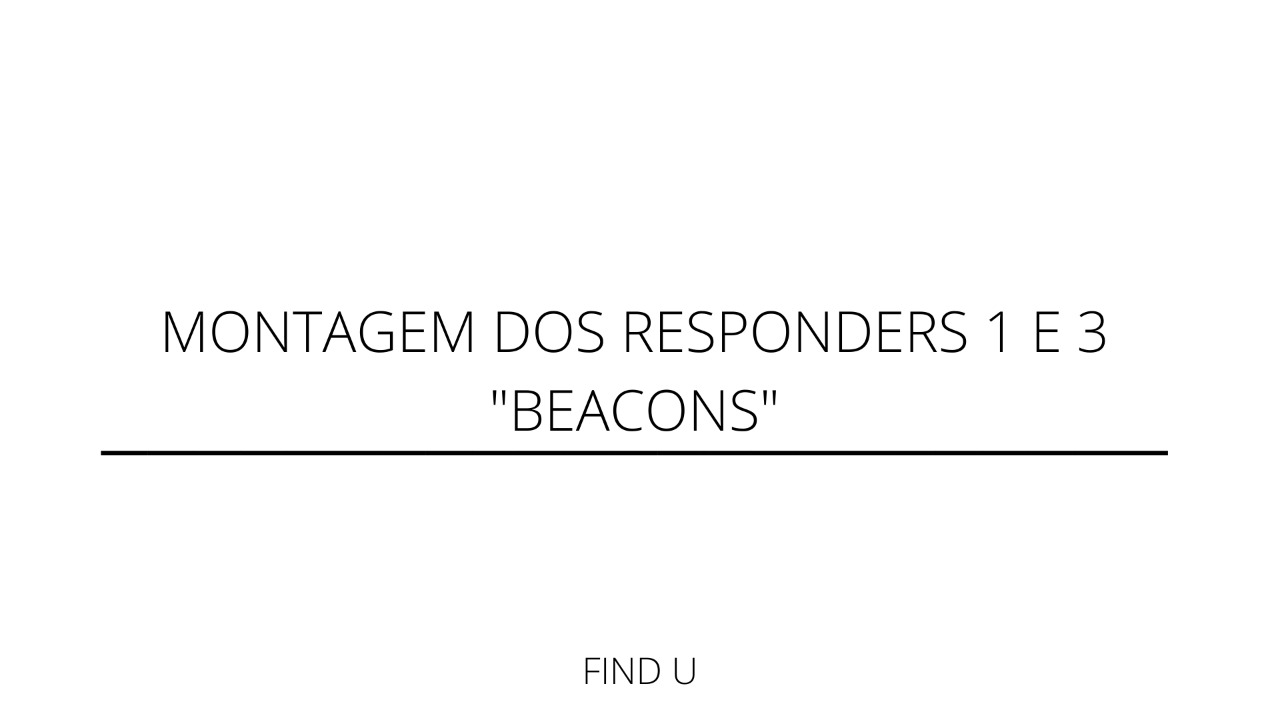 MONTAGEM DOS RESPONDERS 1 E 3
"BEACONS"
FIND U